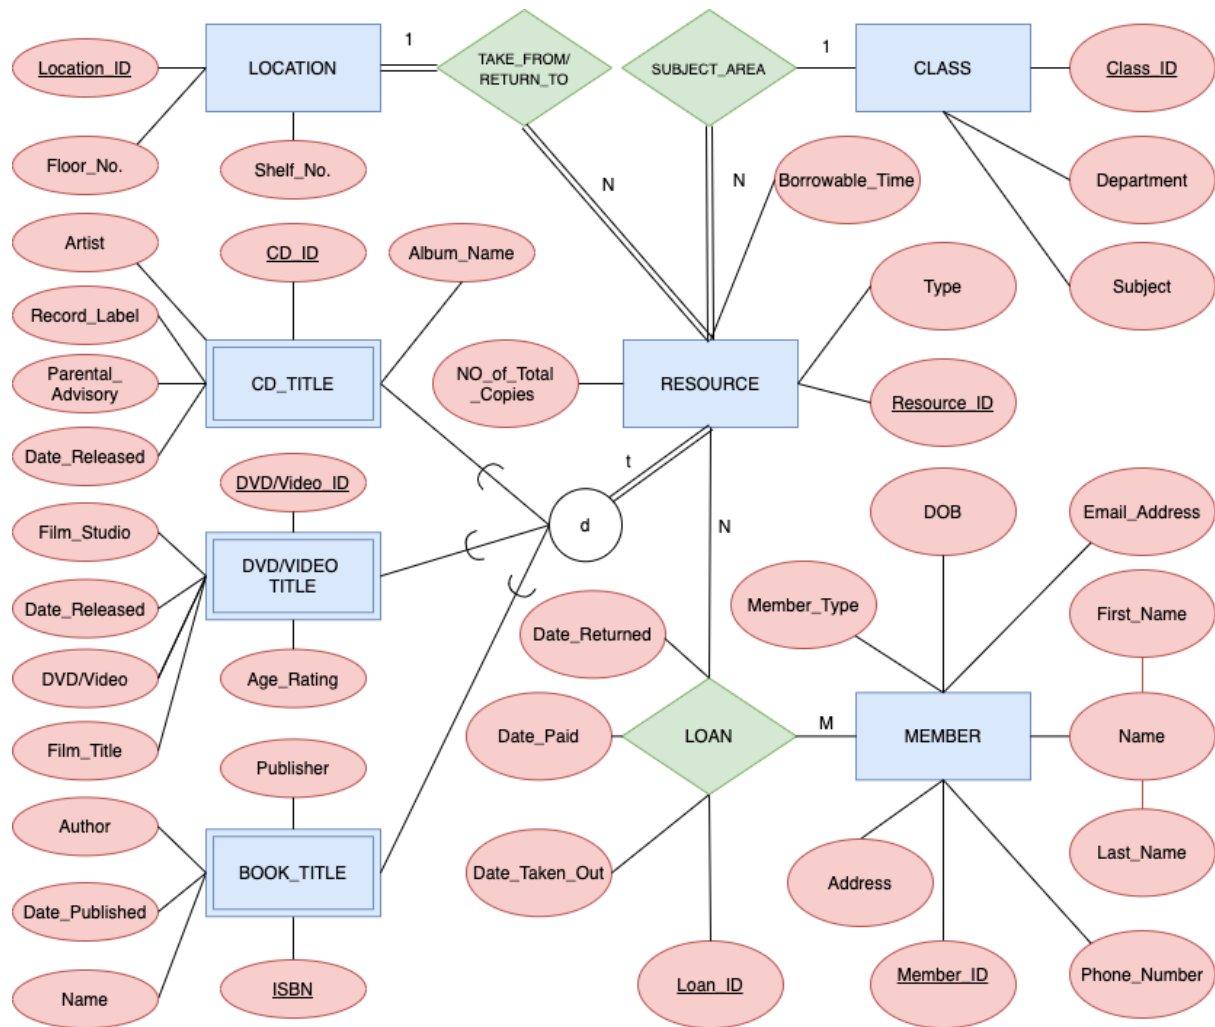 1
1
TAKE_FROM/
RETURN_TO
SUBJECT_AREA
LOCATION
CLASS
Location_ID
Class_ID
Floor_No.
Shelf_No.
N
N
Borrowable_Time
Department
Artist
CD_ID
Album_Name
Type
Subject
Record_Label
Parental_
Advisory
CD_TITLE
NO_of_Total
_Copies
RESOURCE
Resource_ID
Date_Released
t
DVD/Video_ID
d
N
DOB
Email_Address
Film_Studio
DVD/VIDEO
TITLE
Date_Released
Member_Type
First_Name
Date_Returned
DVD/Video
Age_Rating
Film_Title
Date_Paid
LOAN
M
MEMBER
Name
Publisher
Author
BOOK_TITLE
Date_Taken_Out
Address
Last_Name
Date_Published
Name
ISBN
Loan_ID
Member_ID
Phone_Number